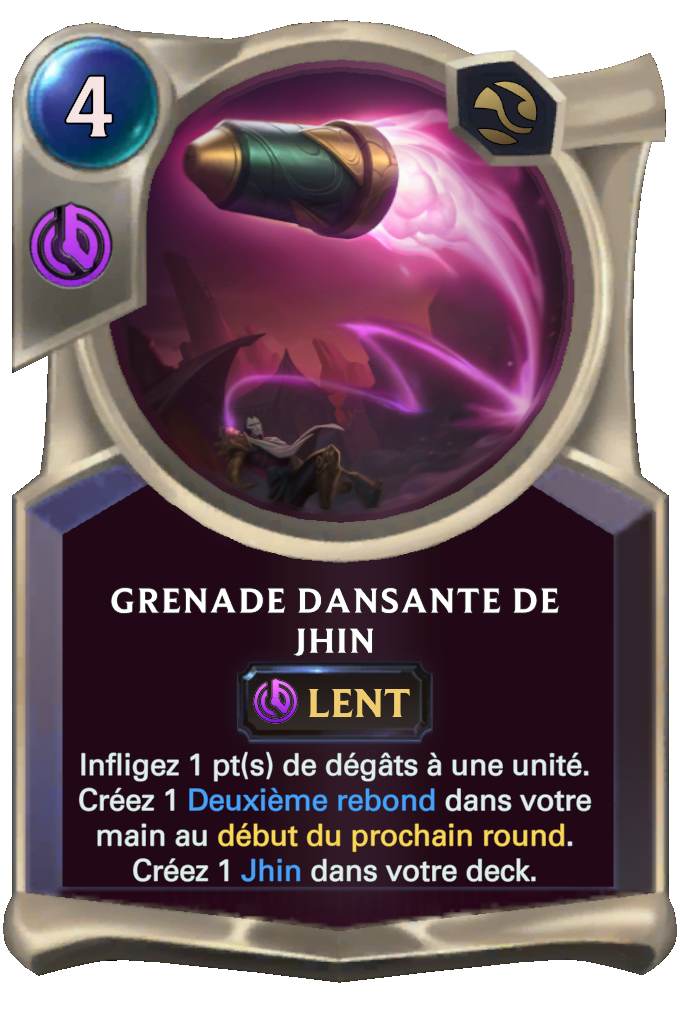 4
GRENADE DANSANTE DE
JHIN
LENT
Infligez 1 pt(s) de dégâts à une unité.
Créez 1 Deuxième rebond dans votre
main au début du prochain round.
Créez 1 Jhin dans votre deck.